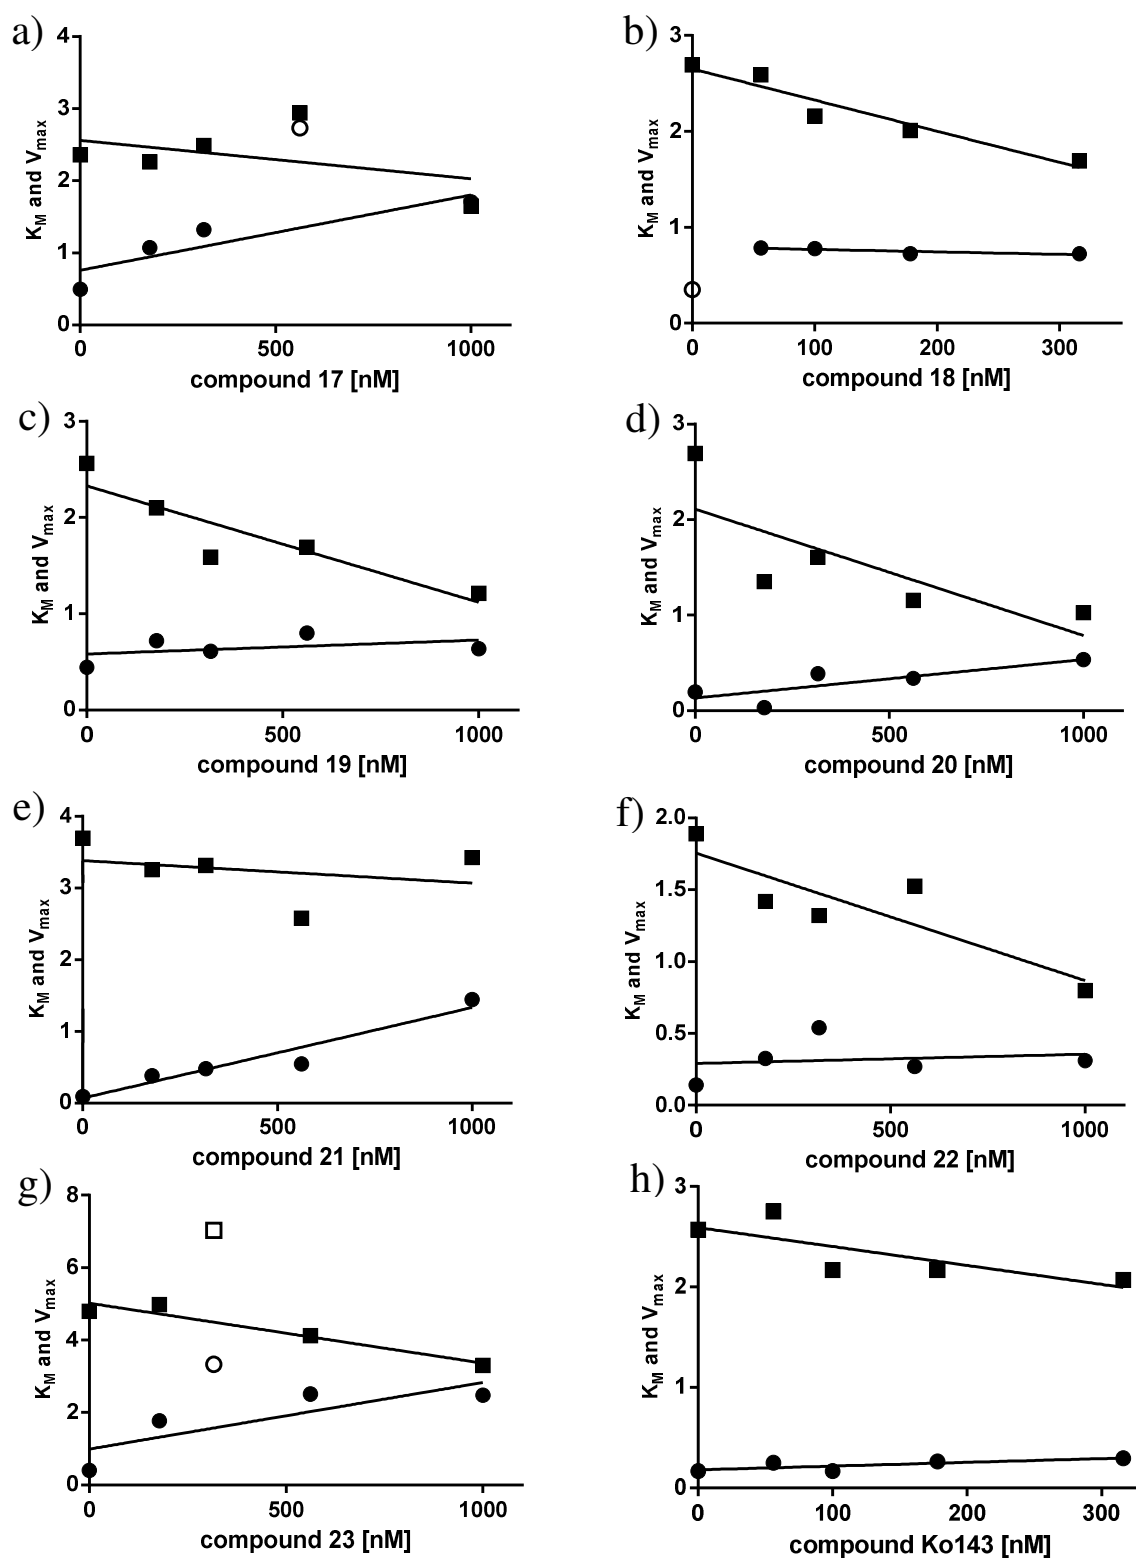 a)
4
3
2
1
0
K_M and V_max
0 500 1000
compound 17 [nM]
b)
3
2
1
0
K_M and V_max
0 100 200 300
compound 18 [nM]
c)
3
2
1
0
K_M and V_max
0 500 1000
compound 19 [nM]
d)
3
2
1
0
K_M and V_max
0 500 1000
compound 20 [nM]
e)
4
3
2
1
0
K_M and V_max
0 500 1000
compound 21 [nM]
f)
2.0
1.5
1.0
0.5
0.0
K_M and V_max
0 500 1000
compound 22 [nM]
g)
8
6
4
2
0
K_M and V_max
0 500 1000
compound 23 [nM]
h)
3
2
1
0
K_M and V_max
0 100 200 300
compound Ko143 [nM]